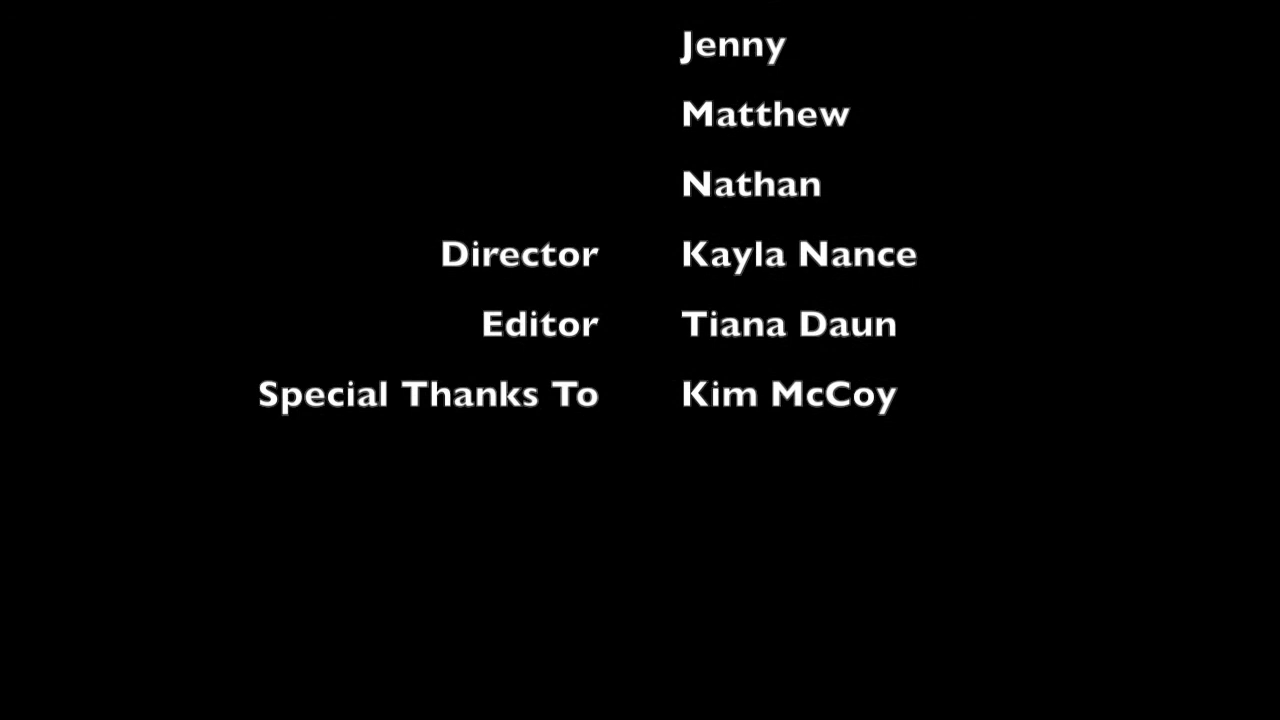 Jenny
Matthew
Nathan
Director Kayla Nance
Editor Tiana Daun
Special Thanks To Kim McCoy